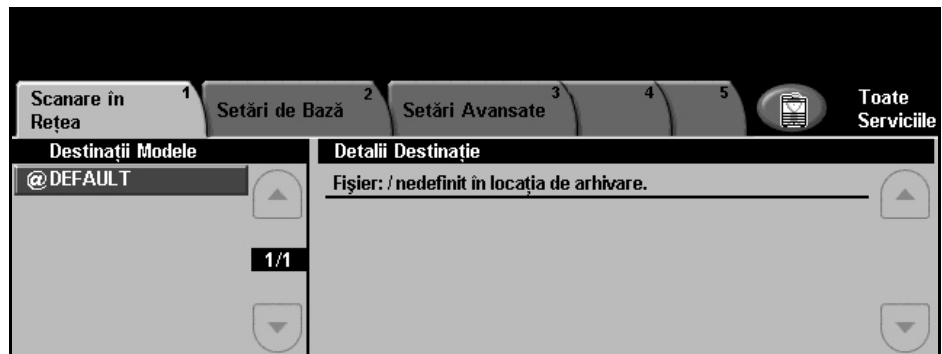 Scanare în Rețea 1
Setări de Bază 2
Setări Avansate 3
4
5
Toate Serviciile
Destinații Modele
Detalii Destinație
@DEFAULT
Fișier: / nedefinit în locația de arhivare.
1/1